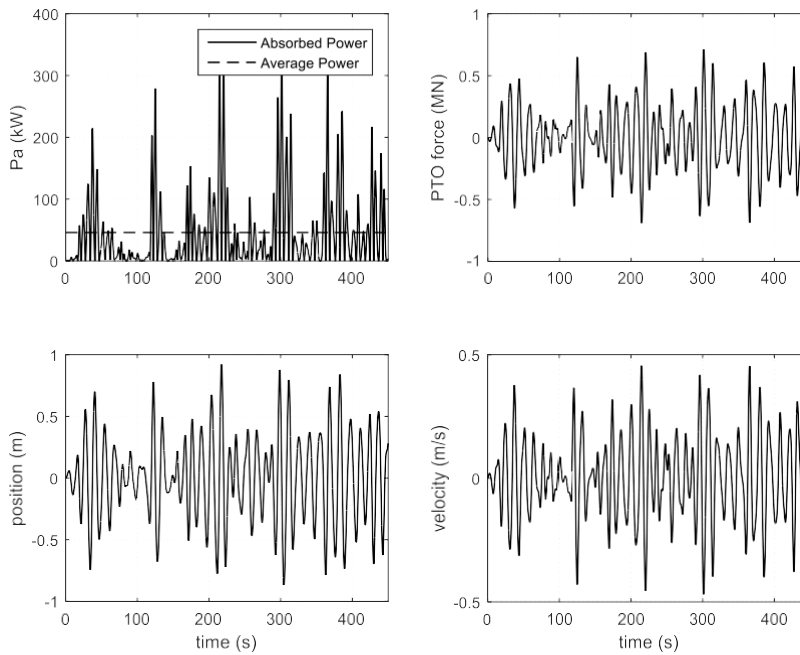 400
300
200
100
0
Pa (kW)
Absorbed Power
Average Power
0 100 200 300 400
1
0.5
0
-0.5
-1
PTO force (MN)
0 100 200 300 400
1
0.5
0
-0.5
-1
position (m)
0 100 200 300 400
time (s)
0.5
0
-0.5
velocity (m/s)
0 100 200 300 400
time (s)